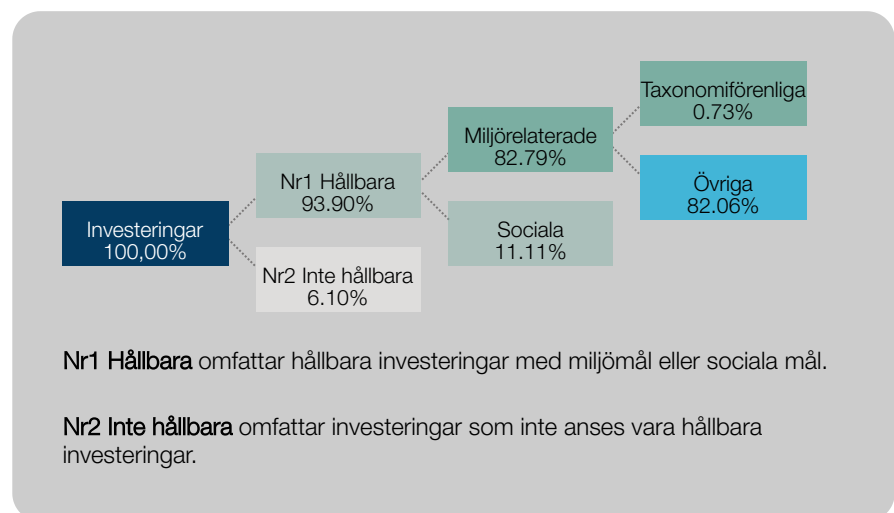 Taxonomiförenliga
0.73%
Miljörelaterade
82.79%
Nr1 Hållbara
93.90%
Övriga
82.06%
Investeringar
100,00%
Sociala
11.11%
Nr2 Inte hållbara
6.10%
Nr1 Hållbara omfattar hållbara investeringar med miljömål eller sociala mål.
Nr2 Inte hållbara omfattar investeringar som inte anses vara hållbara
investeringar.